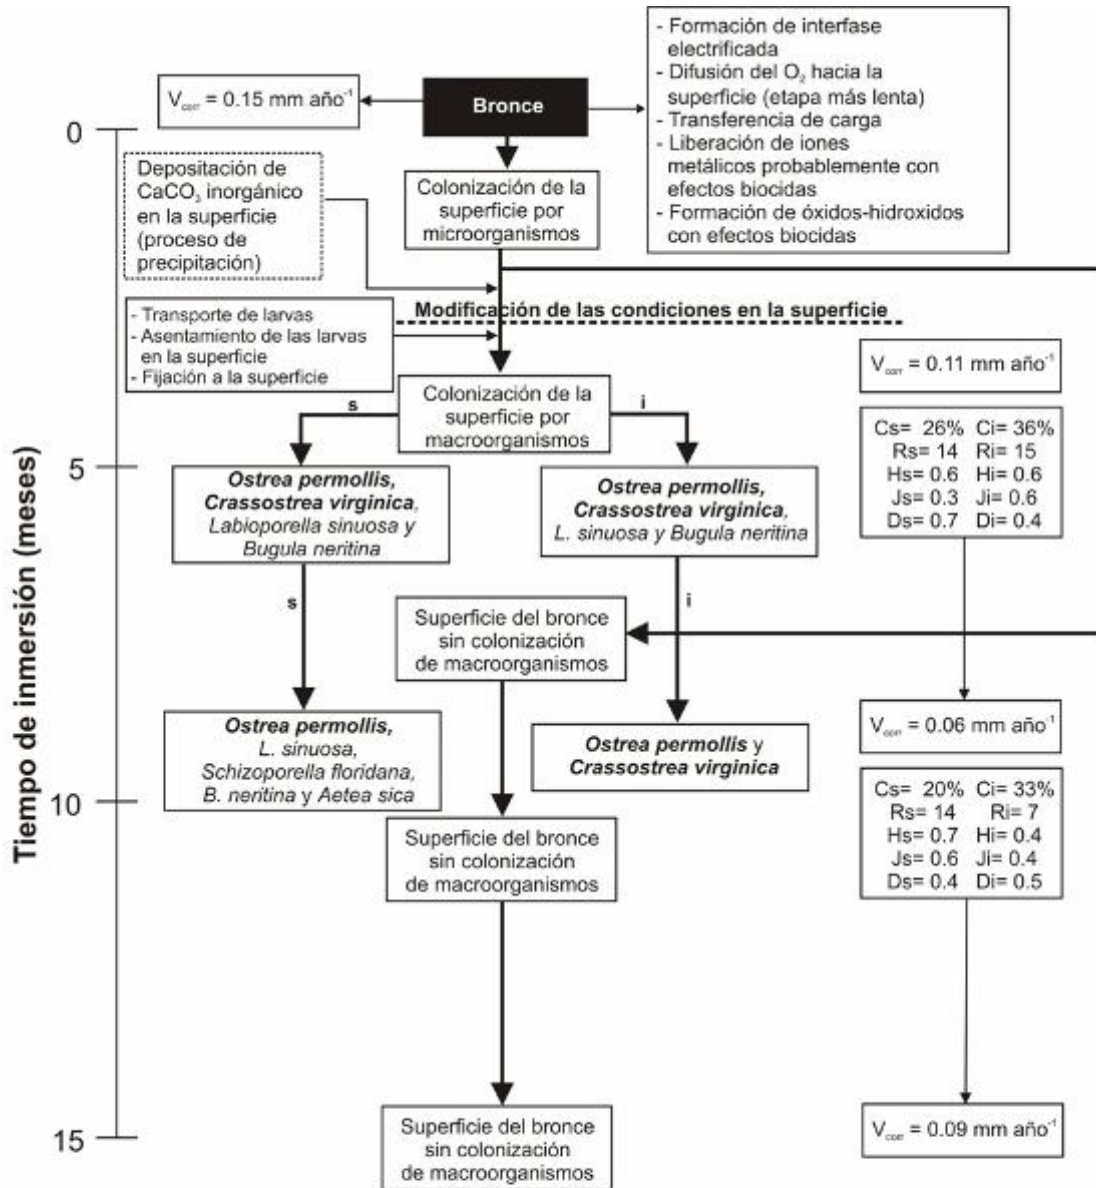 V_corr = 0.15 mm año⁻¹
Bronce
- Formación de interfase
electrificada
- Difusión del O₂ hacia la
superficie (etapa más lenta)
- Transferencia de carga
- Liberación de iones
metálicos probablemente con
efectos biocidas
- Formación de óxidos-hidroxidos
con efectos biocidas
0
Depositación de
CaCO₃ inorgánico
en la superficie
(proceso de
precipitación)
Colonización de la
superficie por
microorganismos
Modificación de las condiciones en la superficie
- Transporte de larvas
- Asentamiento de las larvas
en la superficie
- Fijación a la superficie
V_corr = 0.11 mm año⁻¹
s
Colonización de la
superficie por
macroorganismos
i
Cs= 26% Ci= 36%
Rs= 14 Ri= 15
Hs= 0.6 Hi= 0.6
Js= 0.3 Ji= 0.6
Ds= 0.7 Di= 0.4
Tiempo de inmersión (meses)
5
Ostrea permollis,
Crassostrea virginica,
Labioporella sinuosa y
Bugula neritina
Ostrea permollis,
Crassostrea virginica,
L. sinuosa y Bugula neritina
s
i
Superficie del bronce
sin colonización
de macroorganismos
Ostrea permollis,
L. sinuosa,
Schizoporella floridana,
B. neritina y Aetea sica
Ostrea permollis y
Crassostrea virginica
V_corr = 0.06 mm año⁻¹
Cs= 20% Ci= 33%
Rs= 14 Ri= 7
Hs= 0.7 Hi= 0.4
Js= 0.6 Ji= 0.4
Ds= 0.4 Di= 0.5
10
Superficie del bronce
sin colonización
de macroorganismos
15
Superficie del bronce
sin colonización
de macroorganismos
V_corr = 0.09 mm año⁻¹